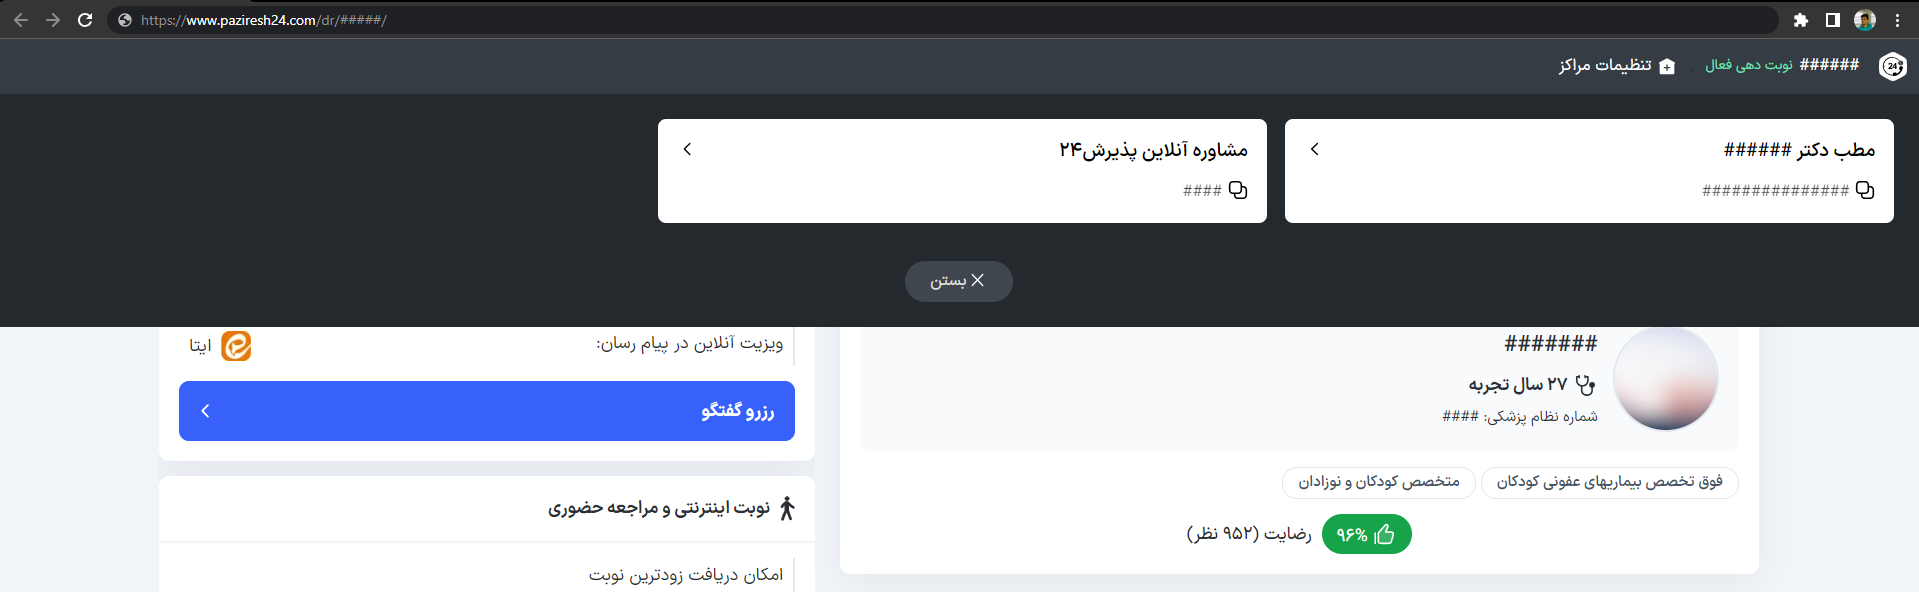 https://www.paziresh24.com/dr/#####/
###### نوبت دهی فعال
تنظیمات مراکز
مطب دکتر ######
###############
مشاوره آنلاین پذیرش۲۴
####
بستن
#######
۲۷ سال تجربه
شماره نظام پزشکی: ####
فوق تخصص بیماریهای عفونی کودکان
متخصص کودکان و نوزادان
۹۶%
رضایت (۹۵۲ نظر)
ویزیت آنلاین در پیام رسان:
ایتا
رزرو گفتگو
نوبت اینترنتی و مراجعه حضوری
امکان دریافت زودترین نوبت